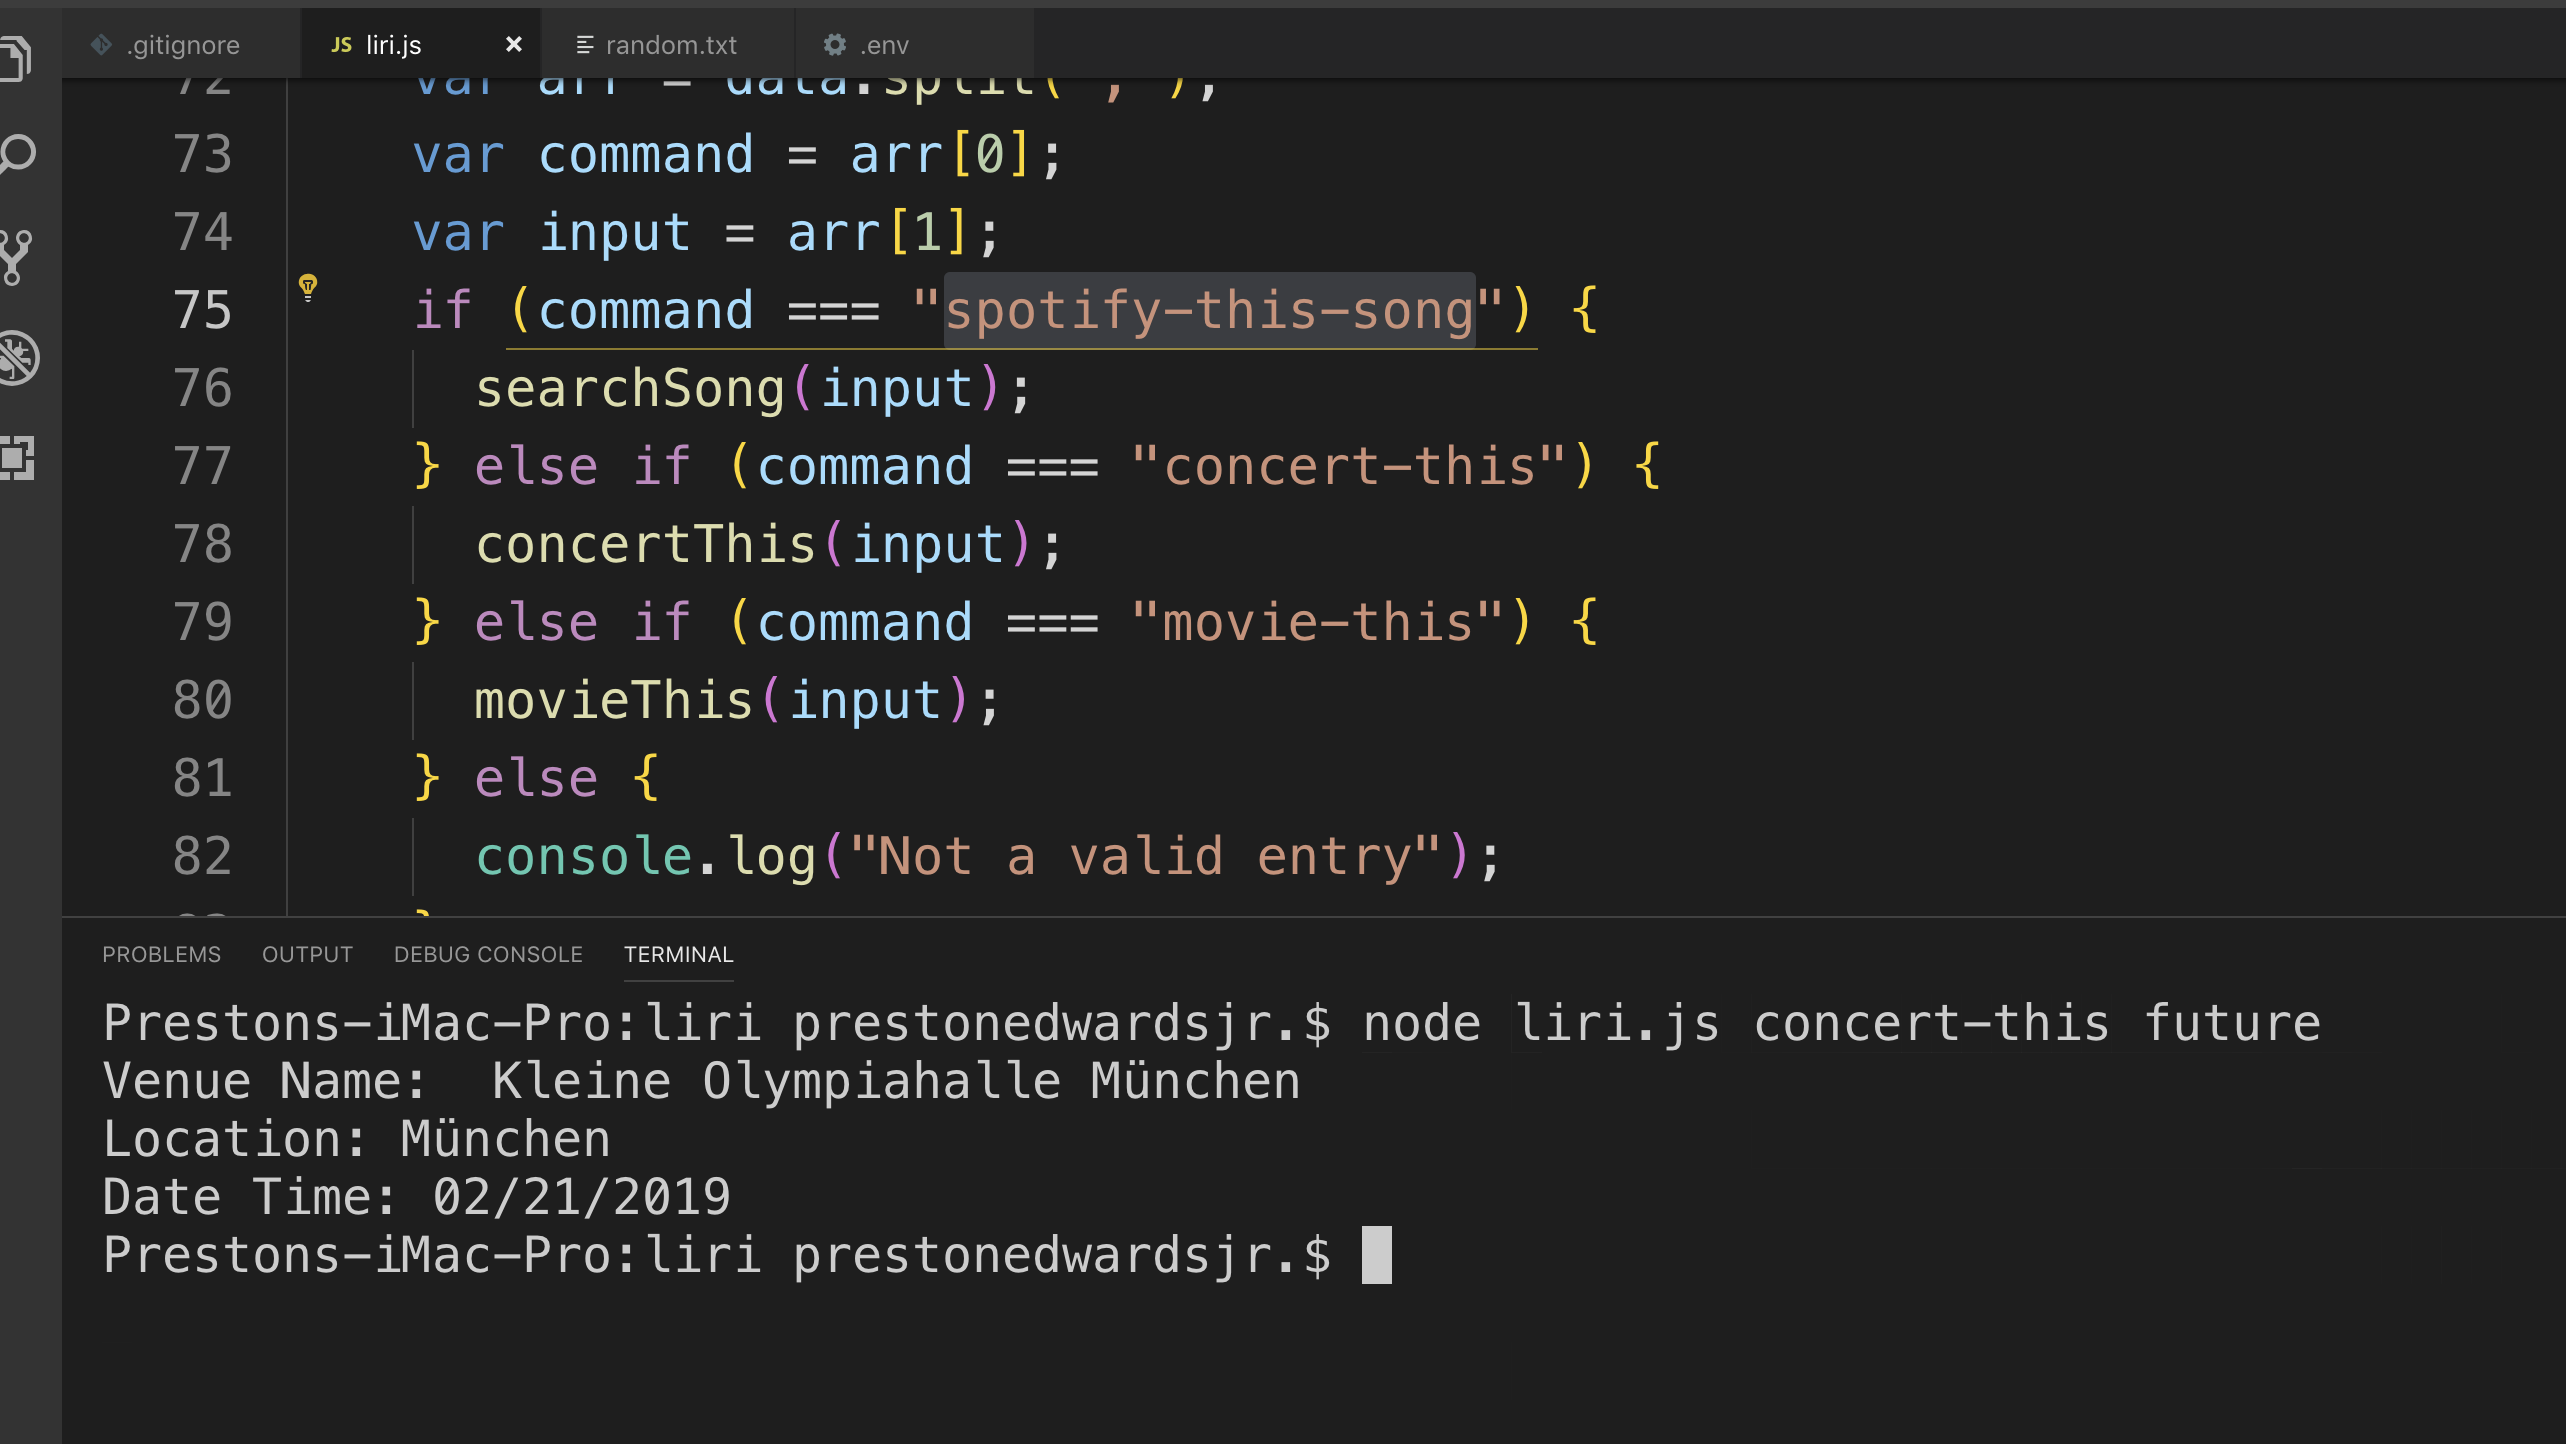 .gitignore
JS liri.js
random.txt
.env
72 var arr = data.split(",");
73 var command = arr[0];
74 var input = arr[1];
75 if (command === "spotify-this-song") {
76 searchSong(input);
77 } else if (command === "concert-this") {
78 concertThis(input);
79 } else if (command === "movie-this") {
80 movieThis(input);
81 } else {
82 console.log("Not a valid entry");
PROBLEMS OUTPUT DEBUG CONSOLE TERMINAL
Prestons-iMac-Pro:liri prestonedwardsjr.$ node liri.js concert-this future
Venue Name:  Kleine Olympiahalle München
Location: München
Date Time: 02/21/2019
Prestons-iMac-Pro:liri prestonedwardsjr.$